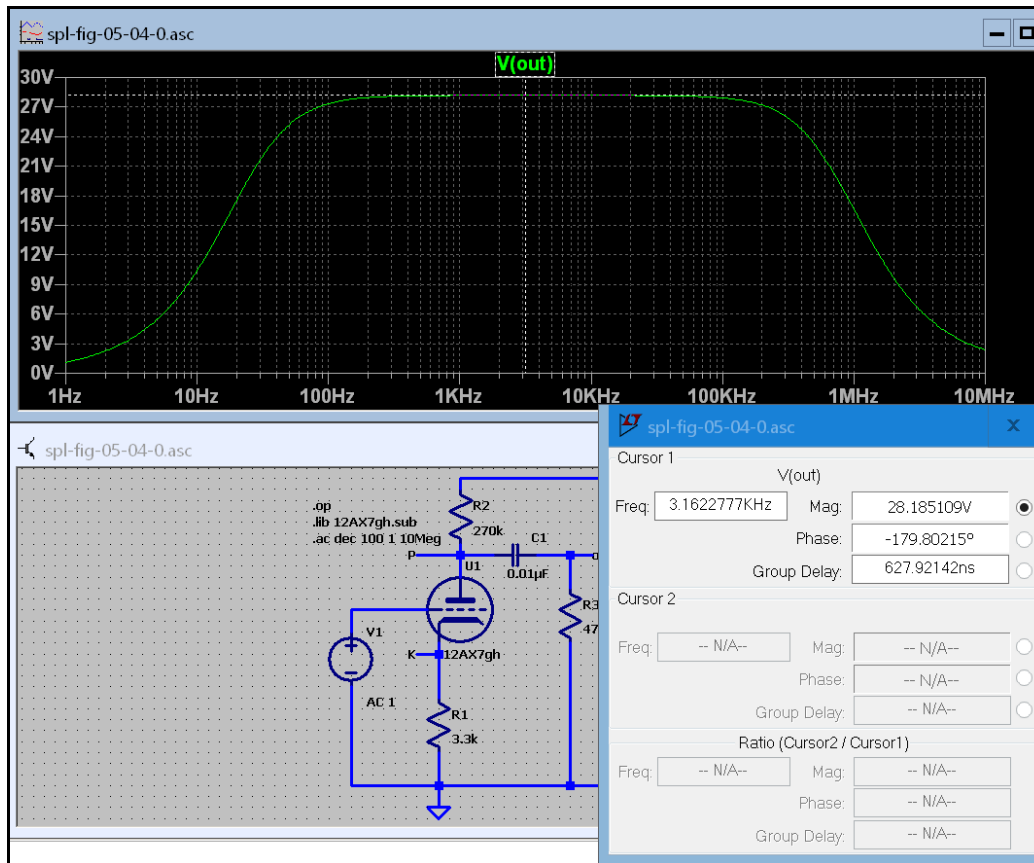 spl-fig-05-04-0.asc
V(out)
30V
27V
24V
21V
18V
15V
12V
9V
6V
3V
0V
1Hz 10Hz 100Hz 1KHz 10KHz 100KHz 1MHz 10MHz
spl-fig-05-04-0.asc
.op
.lib 12AX7gh.sub
.ac dec 100 1 10Meg
R2
270k
P
C1
0.01µF
U1
12AX7gh
K
V1
AC 1
R1
3.3k
R3
47
spl-fig-05-04-0.asc X
Cursor 1
V(out)
Freq: 3.1622777KHz Mag: 28.185109V
Phase: -179.80215º
Group Delay: 627.92142ns
Cursor 2
Freq: -- N/A-- Mag: -- N/A--
Phase: -- N/A--
Group Delay: -- N/A--
Ratio (Cursor2 / Cursor1)
Freq: -- N/A-- Mag: -- N/A--
Phase: -- N/A--
Group Delay: -- N/A--